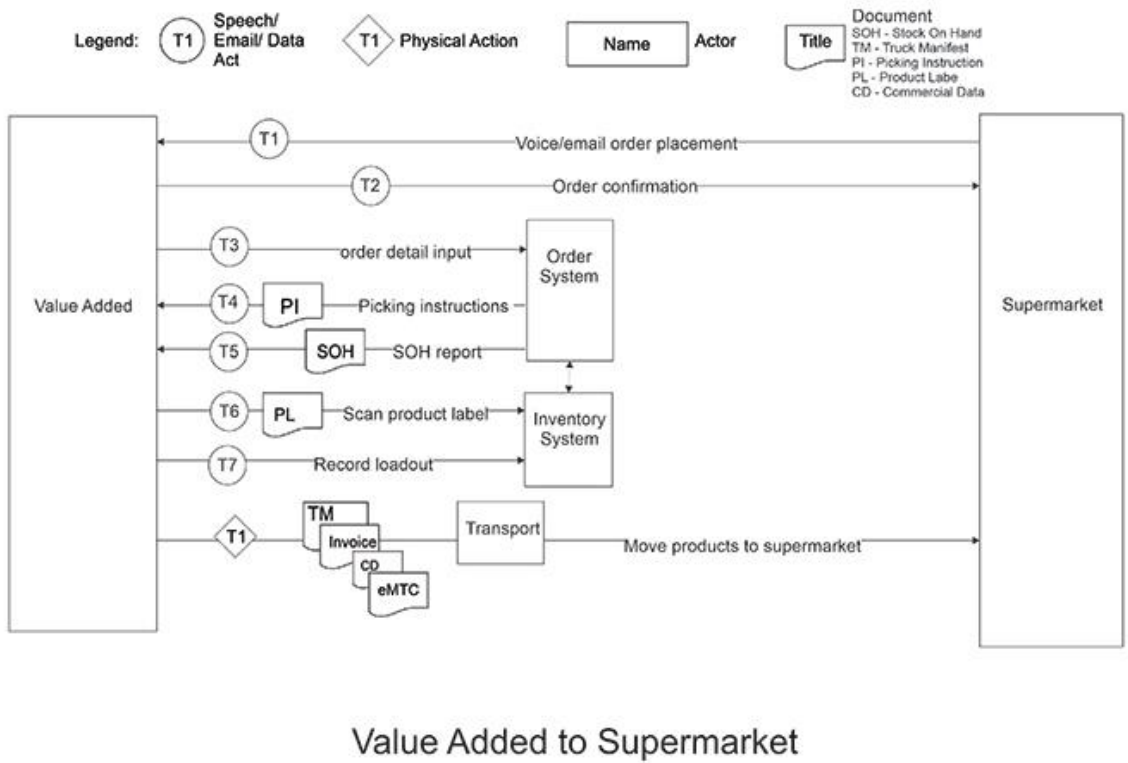 Legend:
T1
Speech/
Email/ Data
Act
T1
Physical Action
Name
Actor
Title
Document
SOH - Stock On Hand
TM - Truck Manifest
PI - Picking Instruction
PL - Product Labe
CD - Commercial Data
Value Added
Supermarket
T1
Voice/email order placement
T2
Order confirmation
T3
order detail input
Order
System
T4
PI
Picking instructions
T5
SOH
SOH report
T6
PL
Scan product label
Inventory
System
T7
Record loadout
T1
TM
Invoice
CD
eMTC
Transport
Move products to supermarket
Value Added to Supermarket